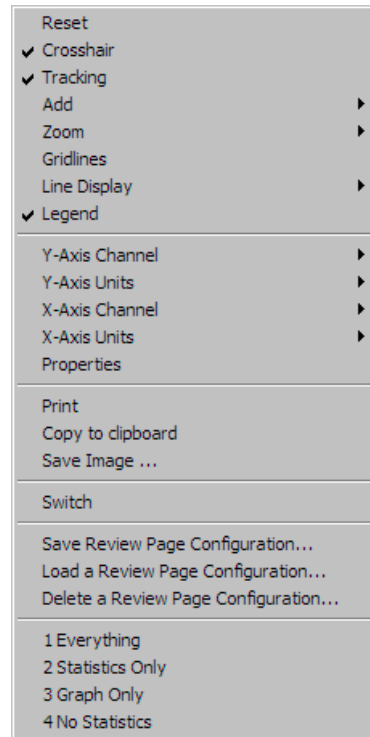 Reset
Crosshair
Tracking
Add
Zoom
Gridlines
Line Display
Legend
Y-Axis Channel
Y-Axis Units
X-Axis Channel
X-Axis Units
Properties
Print
Copy to clipboard
Save Image ...
Switch
Save Review Page Configuration...
Load a Review Page Configuration...
Delete a Review Page Configuration...
1 Everything
2 Statistics Only
3 Graph Only
4 No Statistics